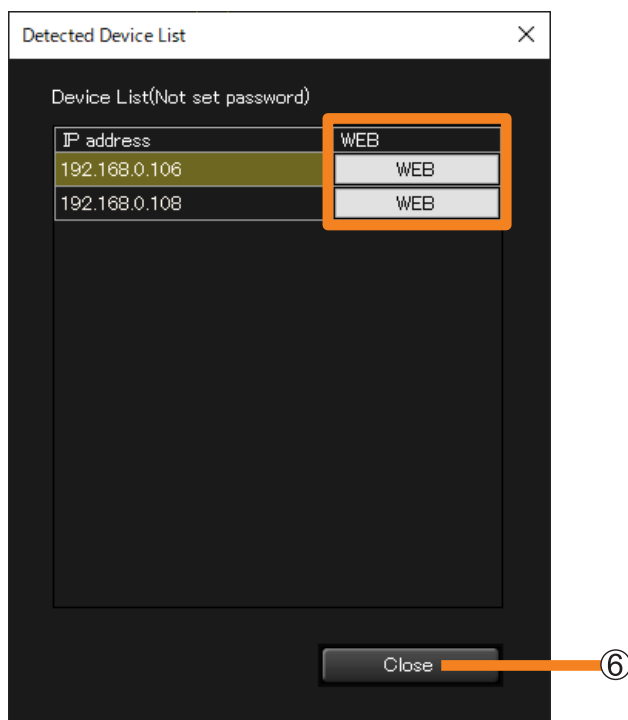 Detected Device List
Device List(Not set password)
IP address WEB
192.168.0.106 WEB
192.168.0.108 WEB
Close ⑥